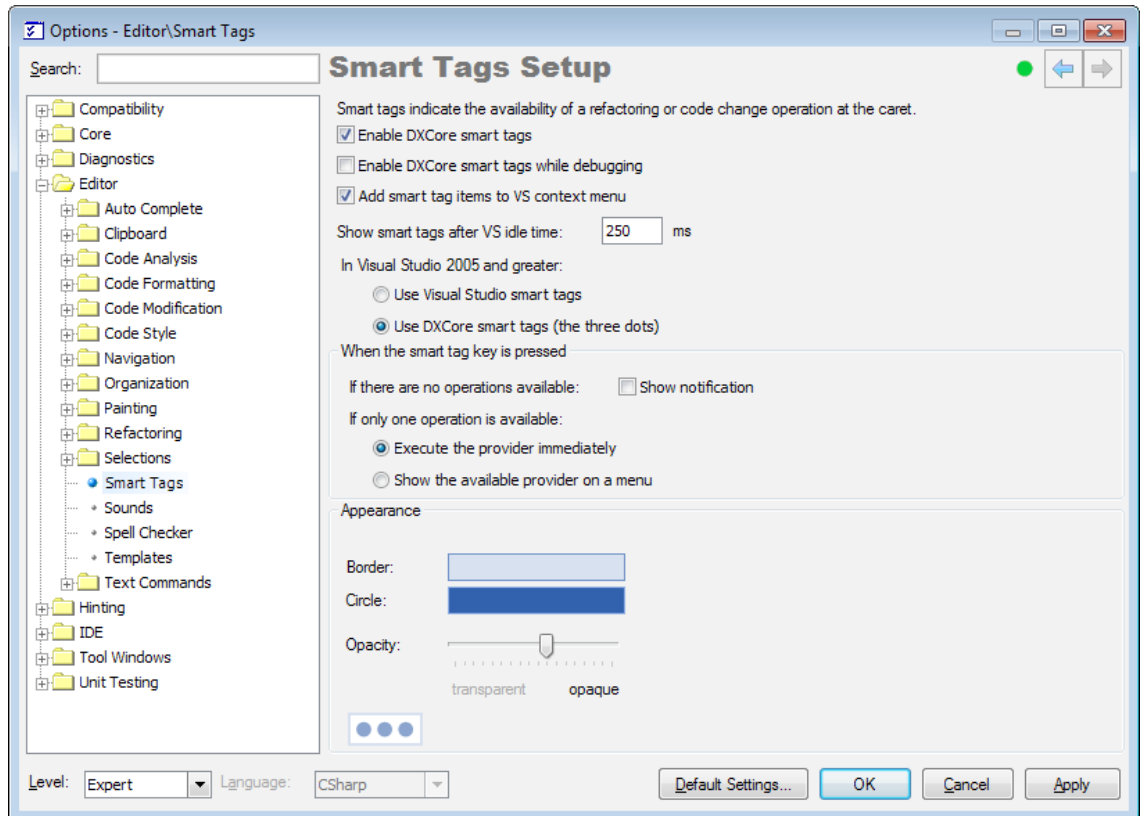 Options - Editor\Smart Tags
Search:
Smart Tags Setup
Compatibility
Core
Diagnostics
Editor
Auto Complete
Clipboard
Code Analysis
Code Formatting
Code Modification
Code Style
Navigation
Organization
Painting
Refactoring
Selections
Smart Tags
Sounds
Spell Checker
Templates
Text Commands
Hinting
IDE
Tool Windows
Unit Testing
Smart tags indicate the availability of a refactoring or code change operation at the caret.
Enable DXCore smart tags
Enable DXCore smart tags while debugging
Add smart tag items to VS context menu
Show smart tags after VS idle time: 250 ms
In Visual Studio 2005 and greater:
Use Visual Studio smart tags
Use DXCore smart tags (the three dots)
When the smart tag key is pressed
If there are no operations available: Show notification
If only one operation is available:
Execute the provider immediately
Show the available provider on a menu
Appearance
Border:
Circle:
Opacity:
transparent opaque
Level: Expert Language: CSharp Default Settings... OK Cancel Apply